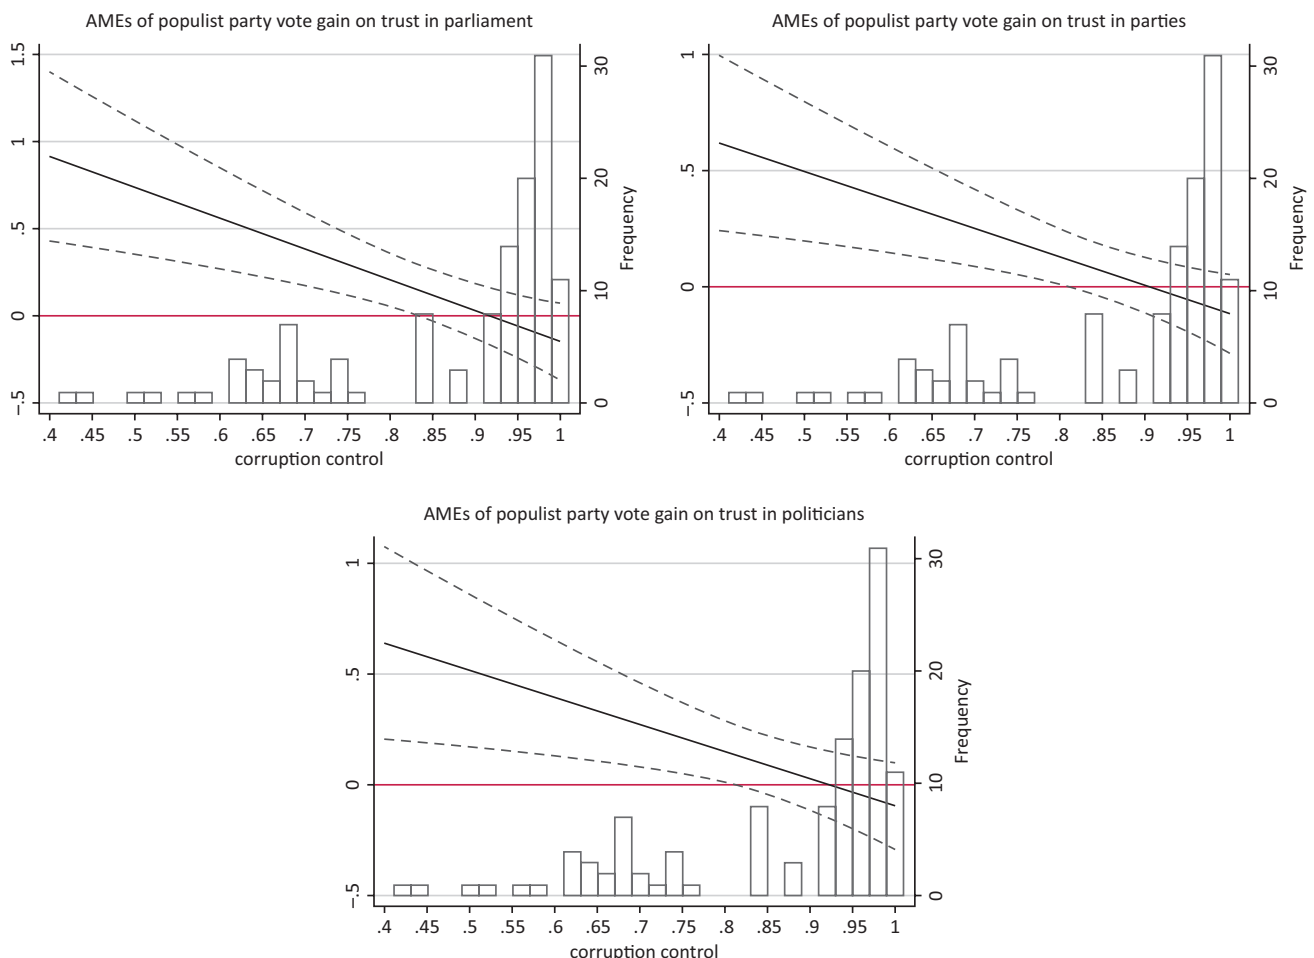 AMEs of populist party vote gain on trust in parliament
1.5
1
.5
0
−.5
30
20
10
0
Frequency
.4 .45 .5 .55 .6 .65 .7 .75 .8 .85 .9 .95 1
corruption control
AMEs of populist party vote gain on trust in parties
1
.5
0
−.5
30
20
10
0
Frequency
.4 .45 .5 .55 .6 .65 .7 .75 .8 .85 .9 .95 1
corruption control
AMEs of populist party vote gain on trust in politicians
1
.5
0
−.5
30
20
10
0
Frequency
.4 .45 .5 .55 .6 .65 .7 .75 .8 .85 .9 .95 1
corruption control